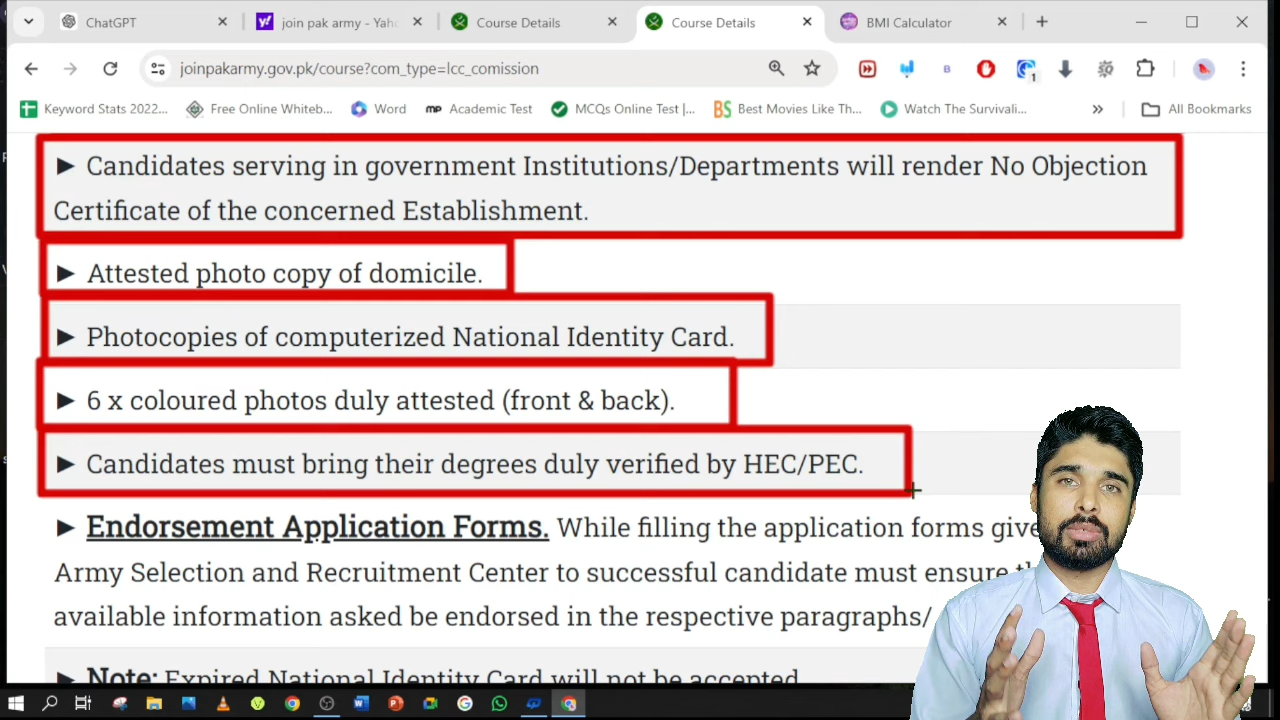 ChatGPT
join pak army - Yah
Course Details
Course Details
BMI Calculator
joinpakarmy.gov.pk/course?com_type=lcc_comission
Keyword Stats 2022...
Free Online Whiteb...
Word
Academic Test
MCQs Online Test |...
Best Movies Like Th...
Watch The Survivali...
»
All Bookmarks
► Candidates serving in government Institutions/Departments will render No Objection
Certificate of the concerned Establishment.
► Attested photo copy of domicile.
► Photocopies of computerized National Identity Card.
► 6 x coloured photos duly attested (front & back).
► Candidates must bring their degrees duly verified by HEC/PEC.
► Endorsement Application Forms. While filling the application forms give
Army Selection and Recruitment Center to successful candidate must ensure
available information asked be endorsed in the respective paragraphs/
► Note: Expired National Identity Card will not be accepted